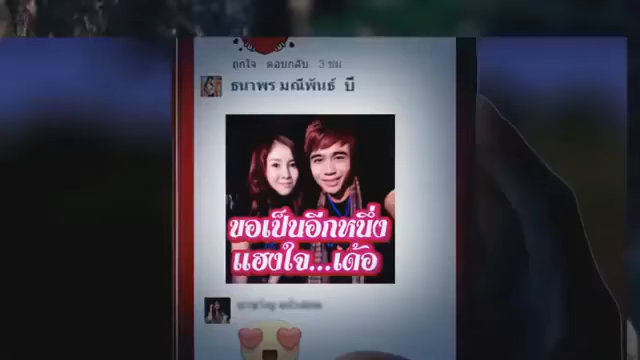 ถูกใจ · ตอบกลับ · 3 ชม
ธนาพร มณีพันธ์ บี
ขอเป็นอีกหนึ่ง
แฮงใจ...เด้อ